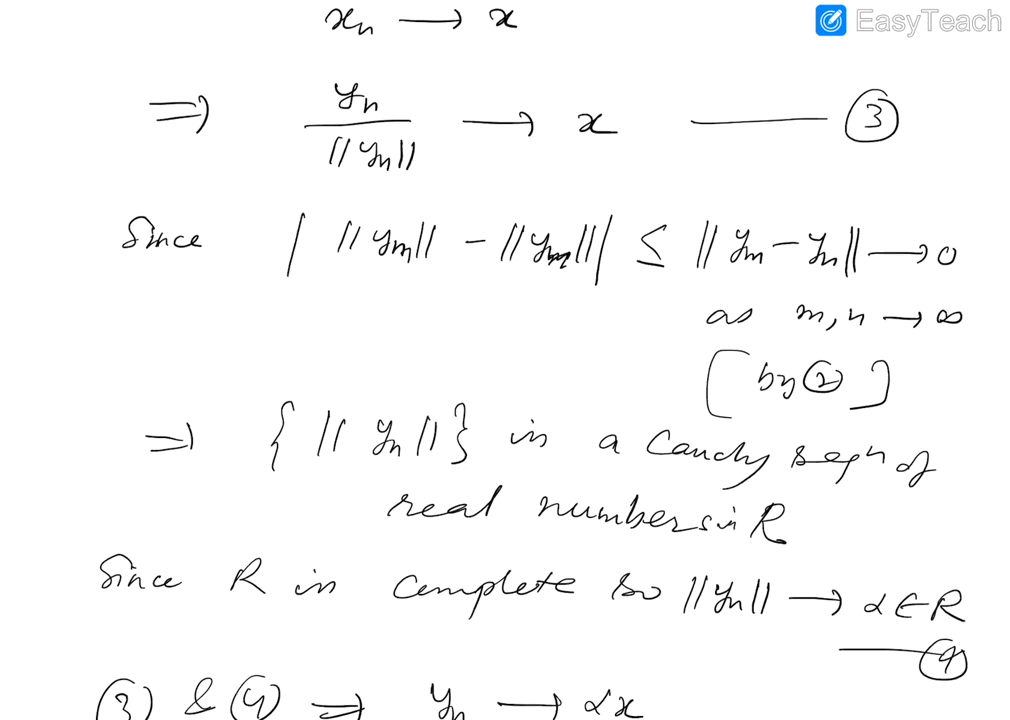 xₙ → x
EasyTeach
⇒ yₙ / ||yₙ|| → x —— ③
Since | ||yₘ|| - ||yₙ|| | ≤ ||yₘ - yₙ|| → 0
as m, n → ∞
[by ②]
⇒ {||yₙ||} is a Cauchy seqⁿ of
real numbers in R
Since R is complete so ||yₙ|| → α ∈ R
—— ④
③ & ④ ⇒ yₙ → αx